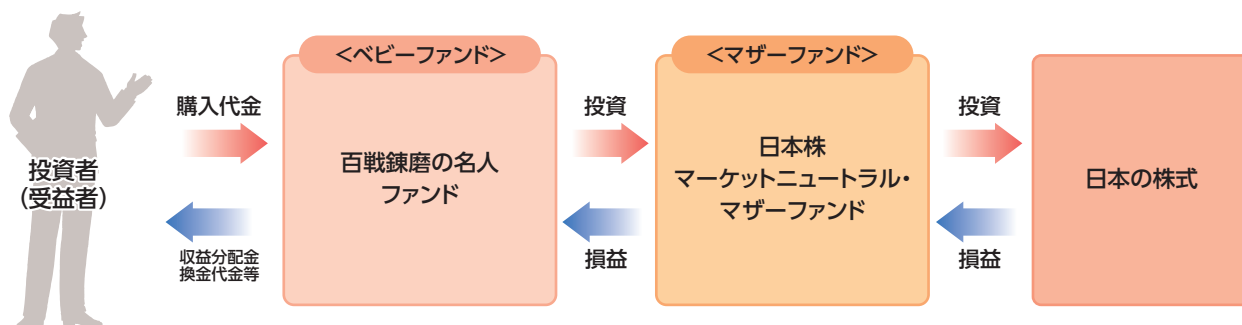 投資者
(受益者)
購入代金
収益分配金
換金代金等
<ベビーファンド>
百戦錬磨の名人
ファンド
投資
損益
<マザーファンド>
日本株
マーケットニュートラル・
マザーファンド
投資
損益
日本の株式